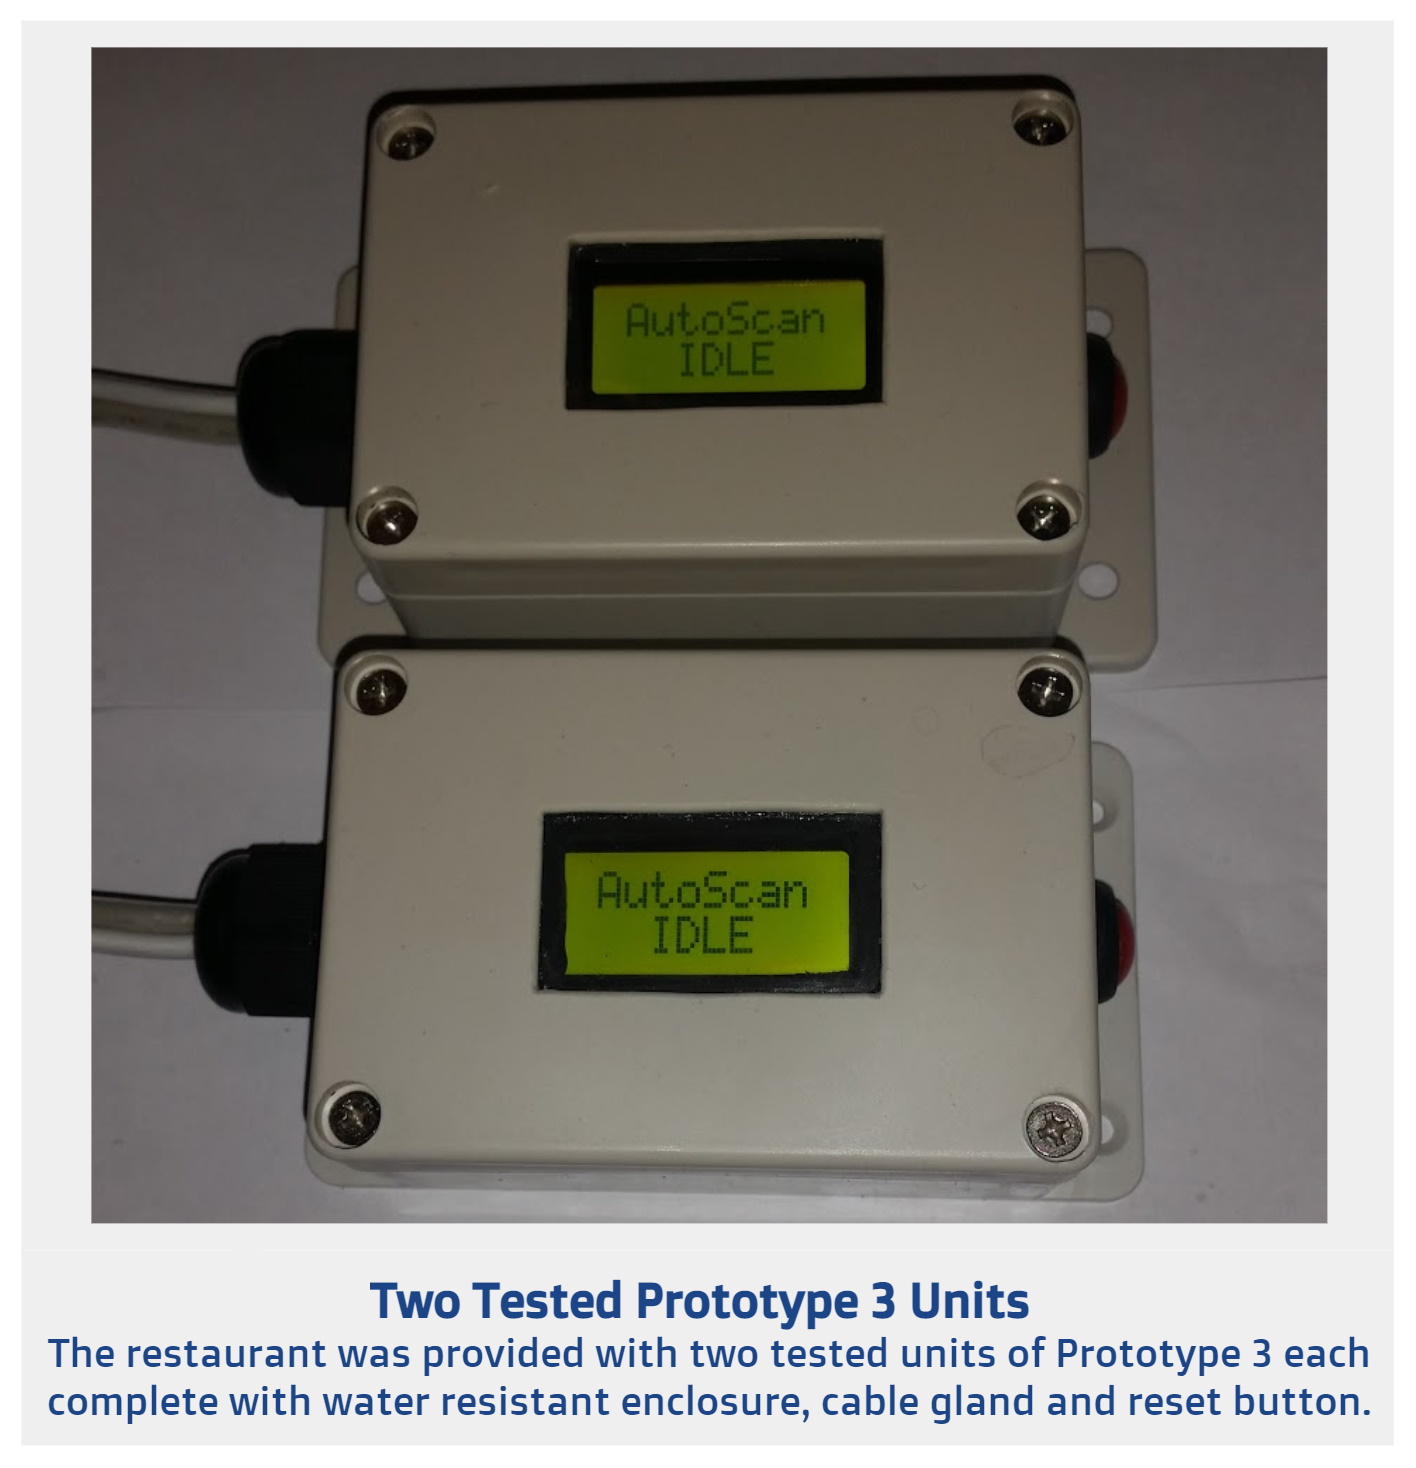 AutoScan
IDLE
AutoScan
IDLE
Two Tested Prototype 3 Units
The restaurant was provided with two tested units of Prototype 3 each
complete with water resistant enclosure, cable gland and reset button.